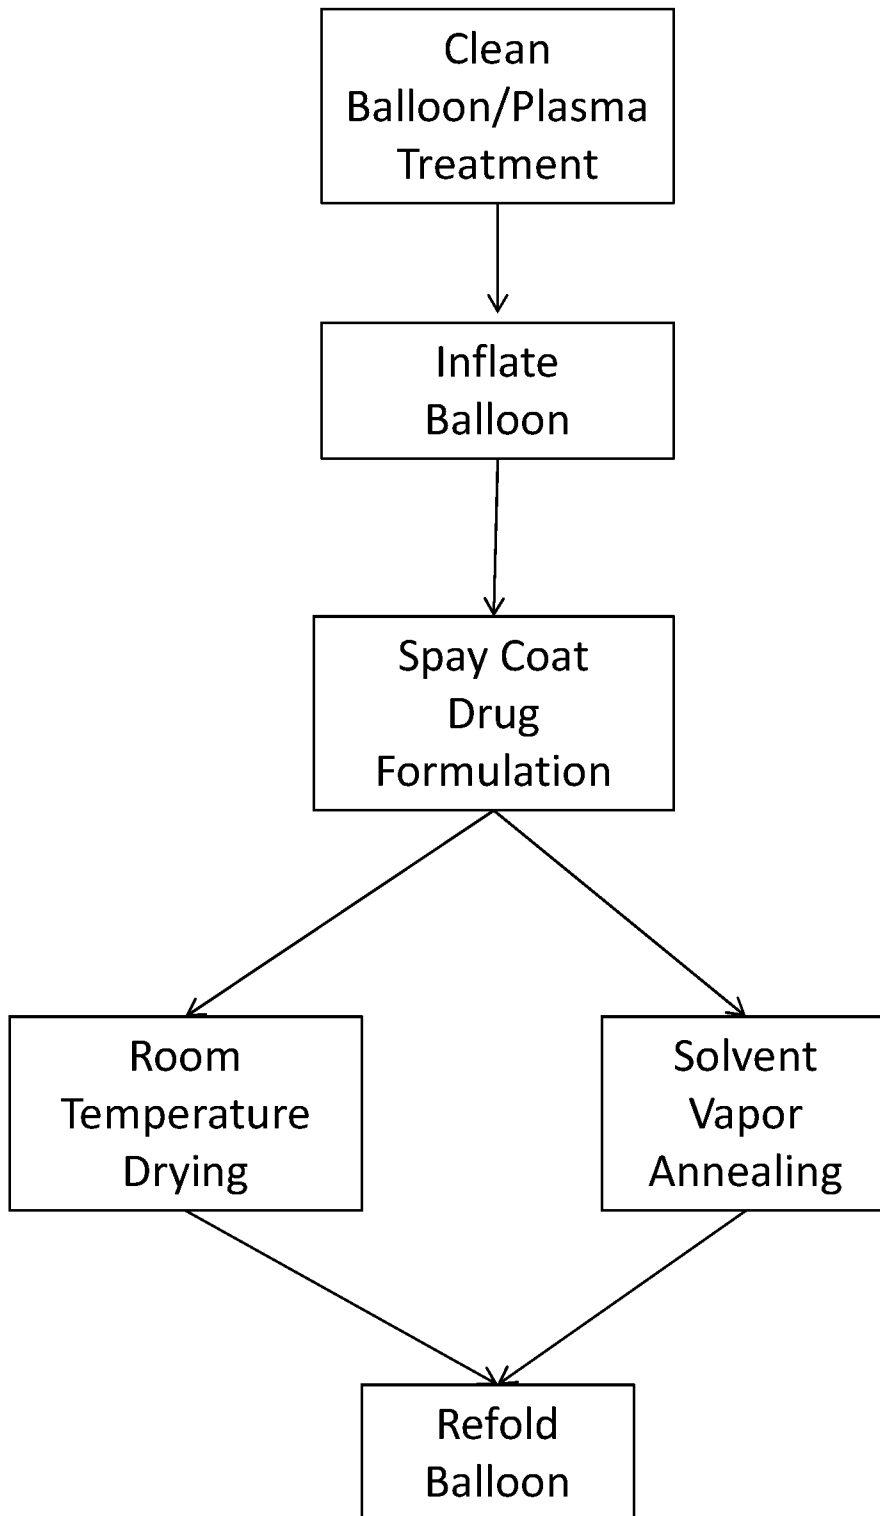 Clean
Balloon/Plasma
Treatment
Inflate
Balloon
Spay Coat
Drug
Formulation
Room
Temperature
Drying
Solvent
Vapor
Annealing
Refold
Balloon